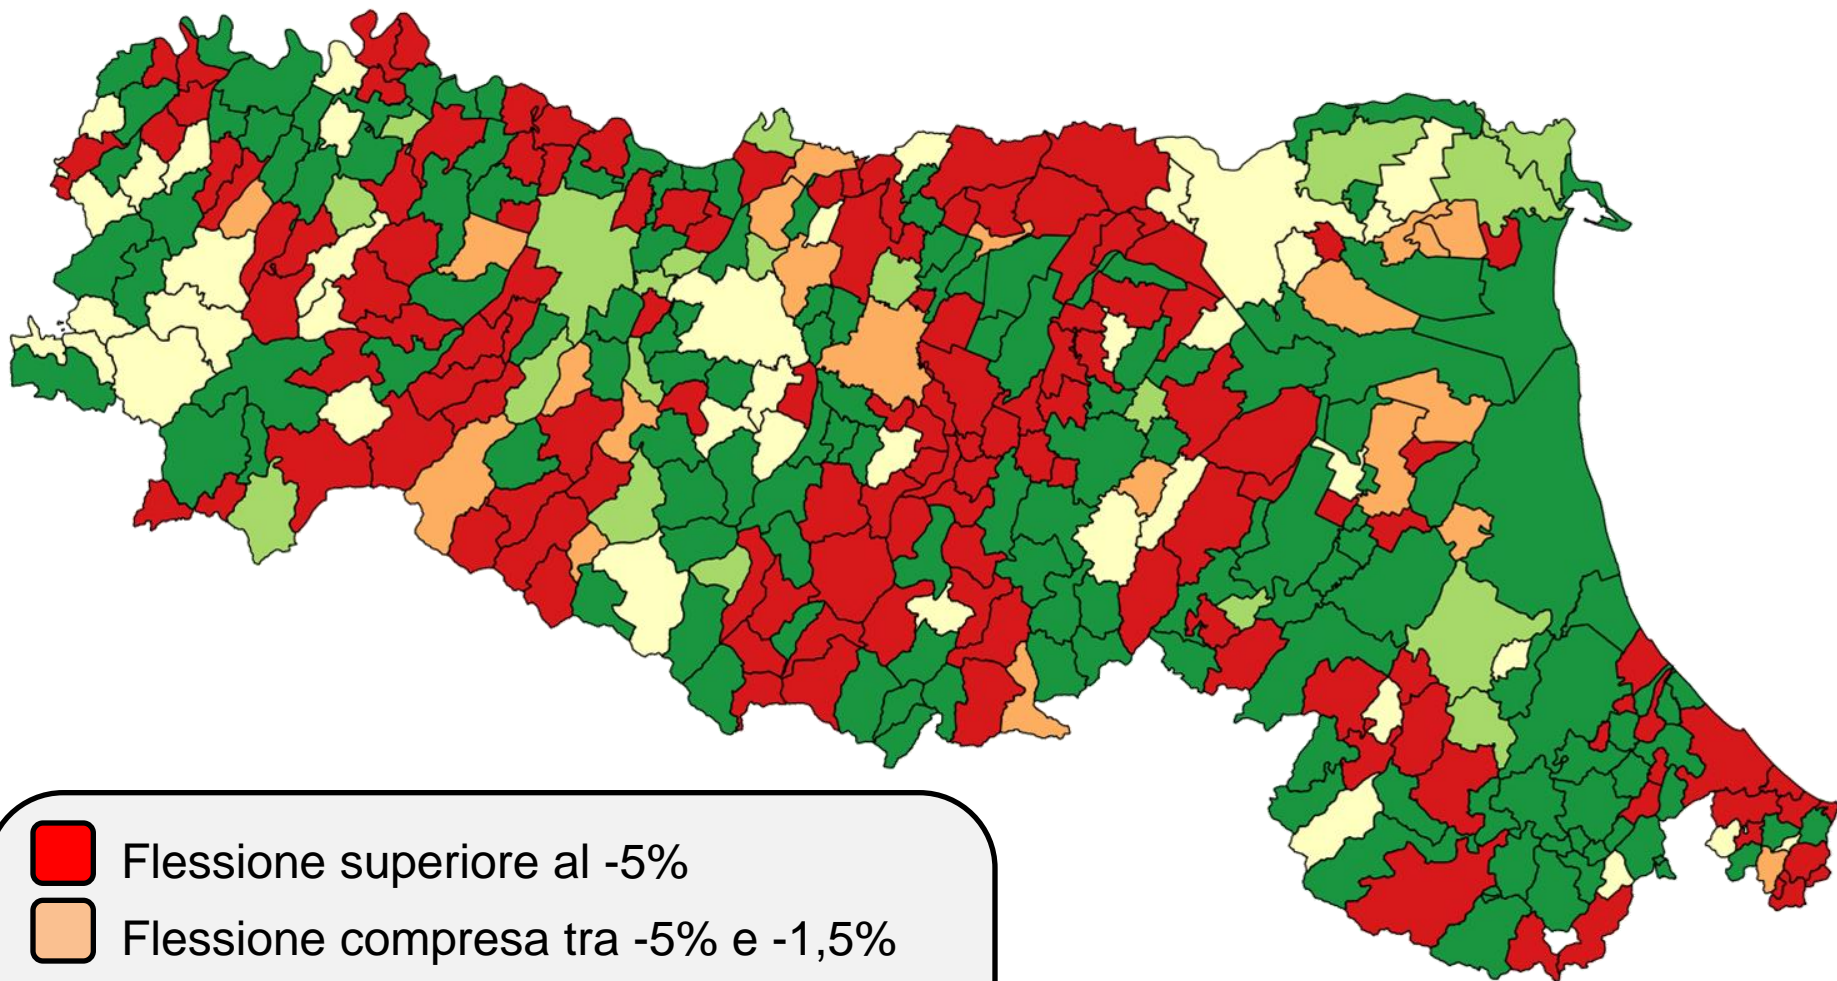 Flessione superiore al -5%
Flessione compresa tra -5% e -1,5%